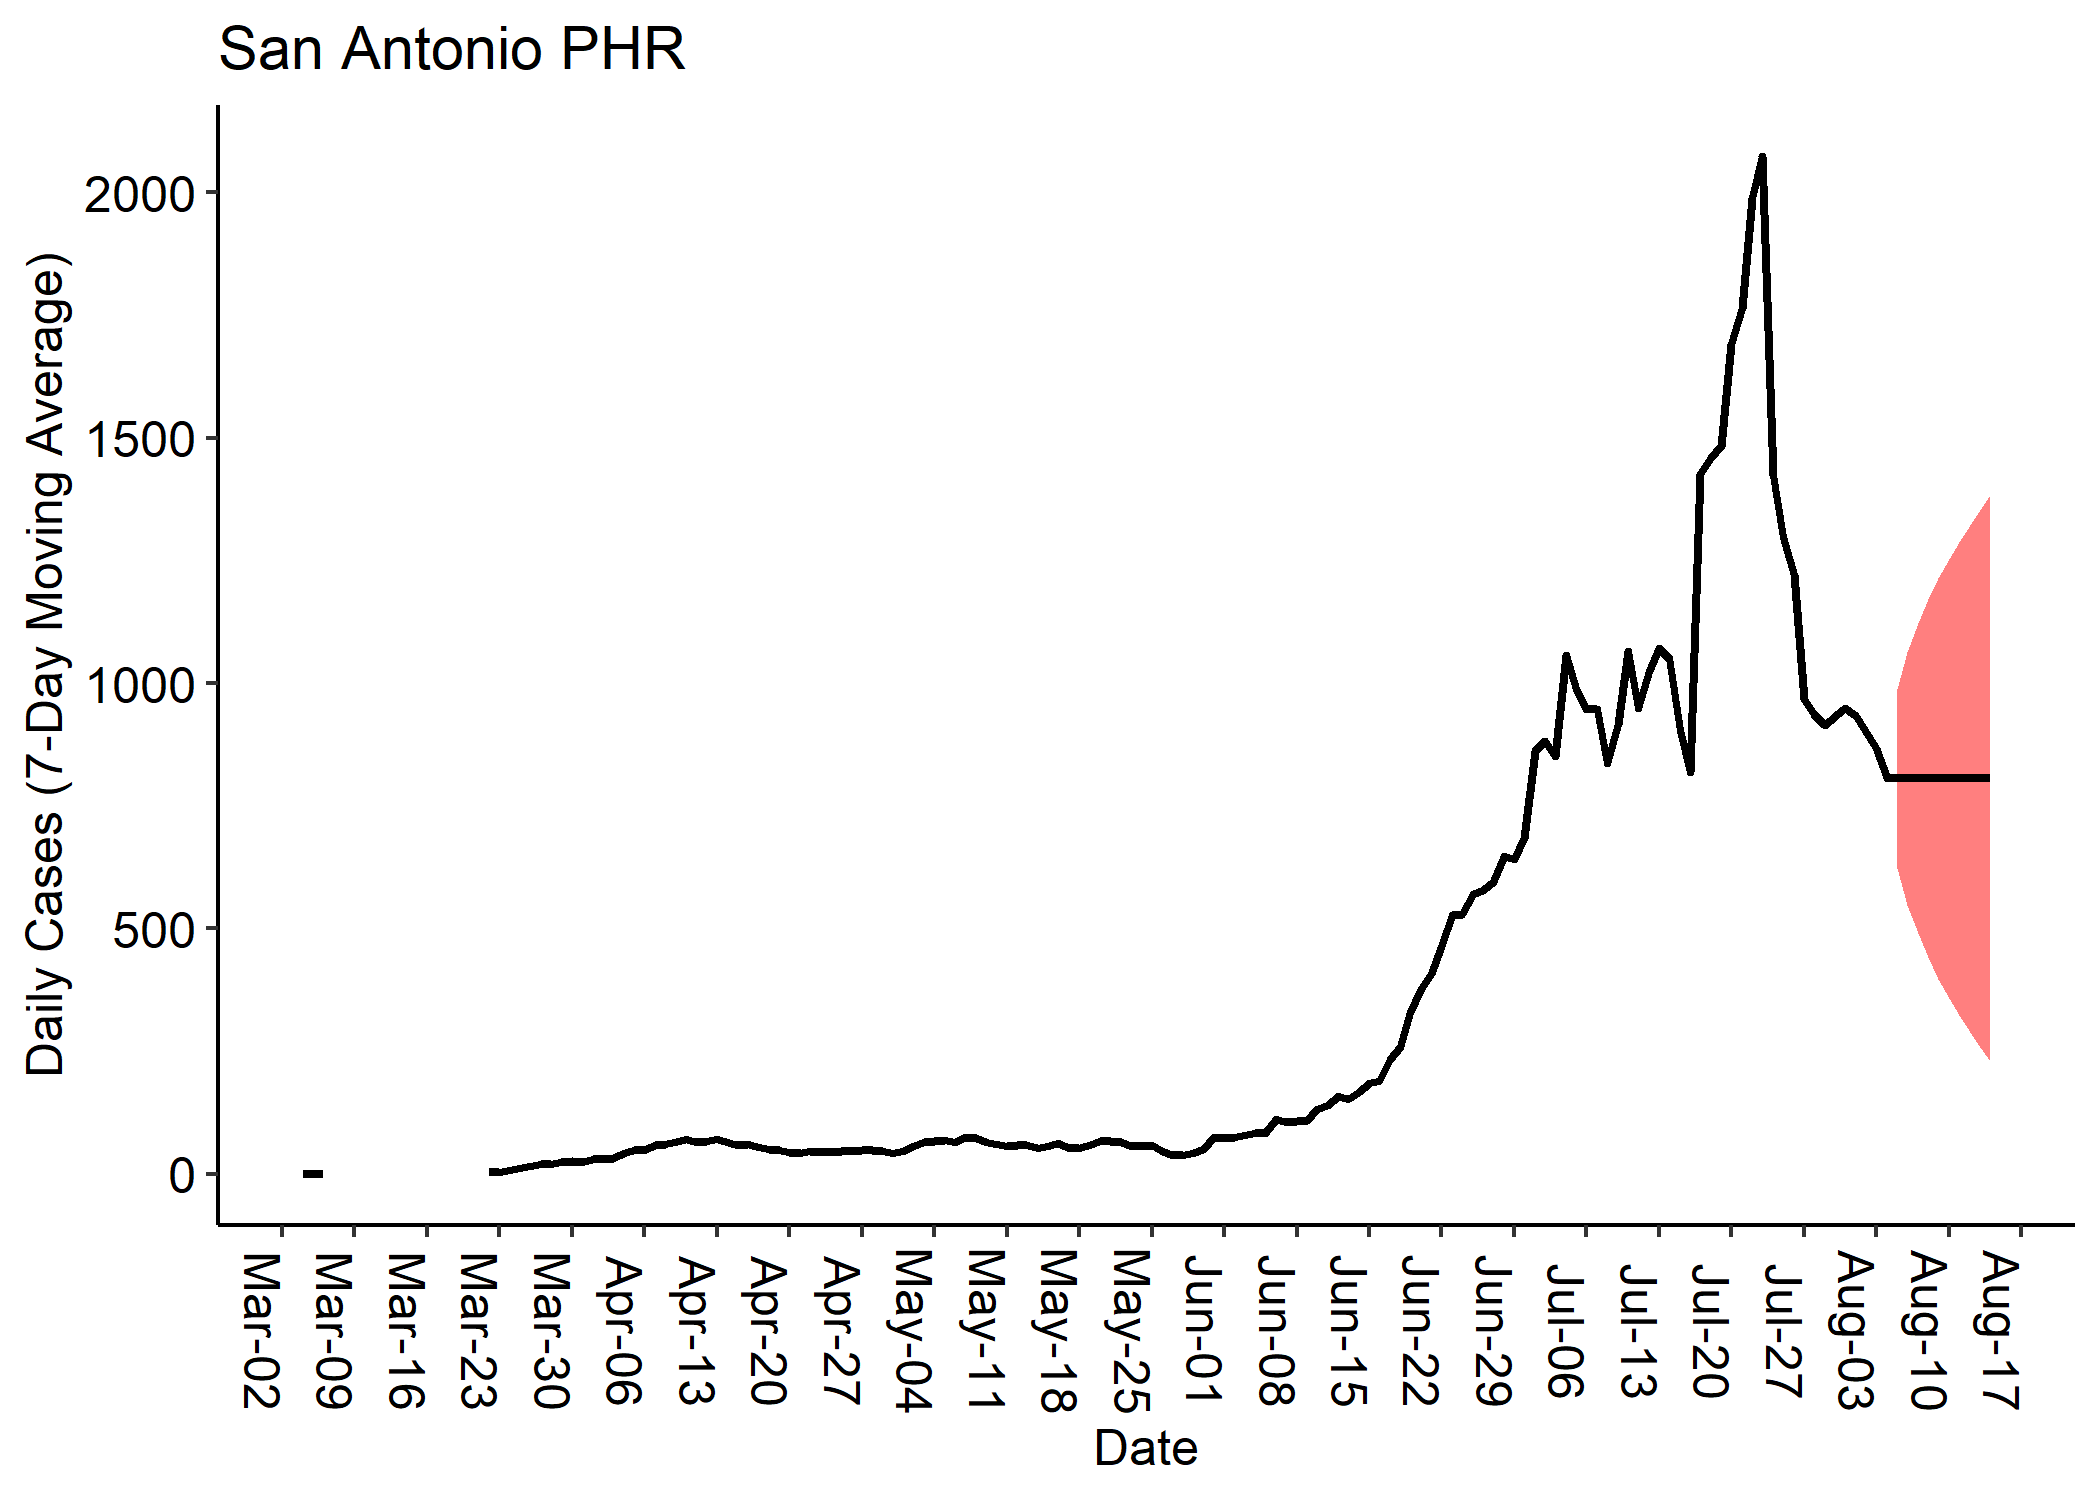 San Antonio PHR
Daily Cases (7-Day Moving Average)
2000
1500
1000
500
0
Mar-02
Mar-09
Mar-16
Mar-23
Mar-30
Apr-06
Apr-13
Apr-20
Apr-27
May-04
May-11
May-18
May-25
Jun-01
Jun-08
Jun-15
Jun-22
Jun-29
Jul-06
Jul-13
Jul-20
Jul-27
Aug-03
Aug-10
Aug-17
Date